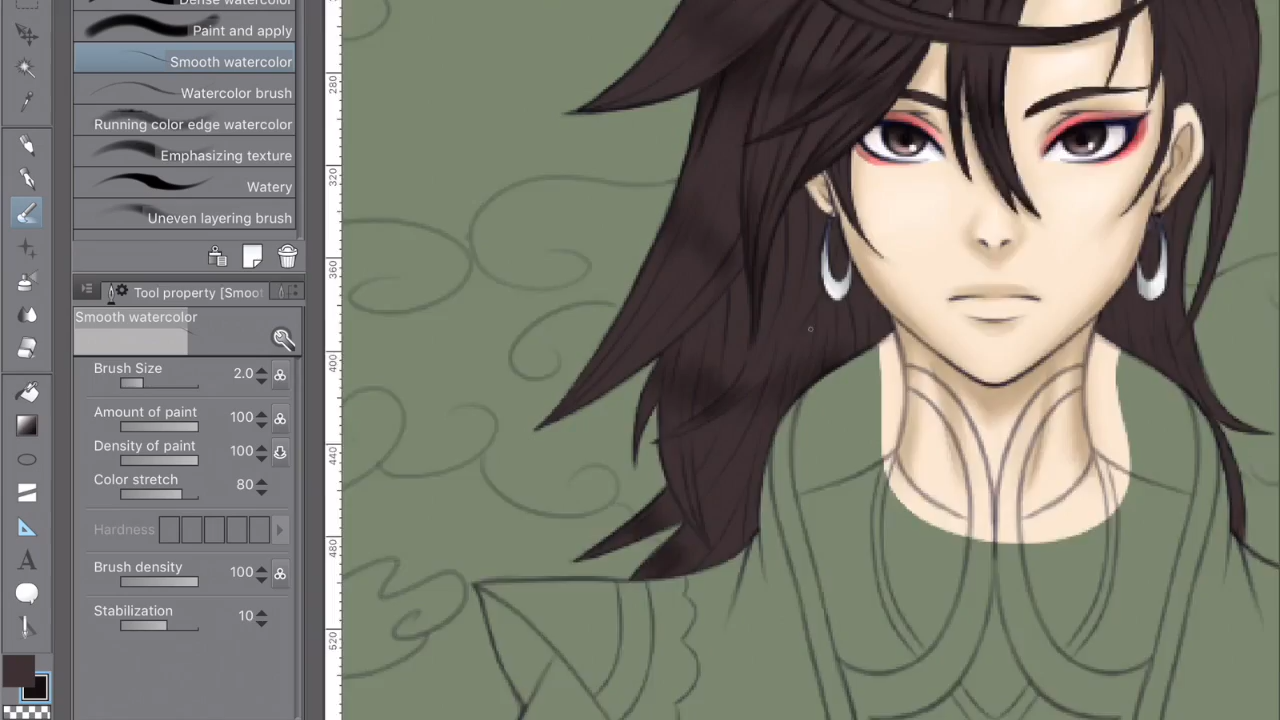 Dense watercolor
Paint and apply
Smooth watercolor
Watercolor brush
Running color edge watercolor
Emphasizing texture
Watery
Uneven layering brush
Tool property [Smoot
Smooth watercolor
Brush Size 2.0
Amount of paint 100
Density of paint 100
Color stretch 80
Hardness
Brush density 100
Stabilization 10
280
320
360
400
440
480
520
A